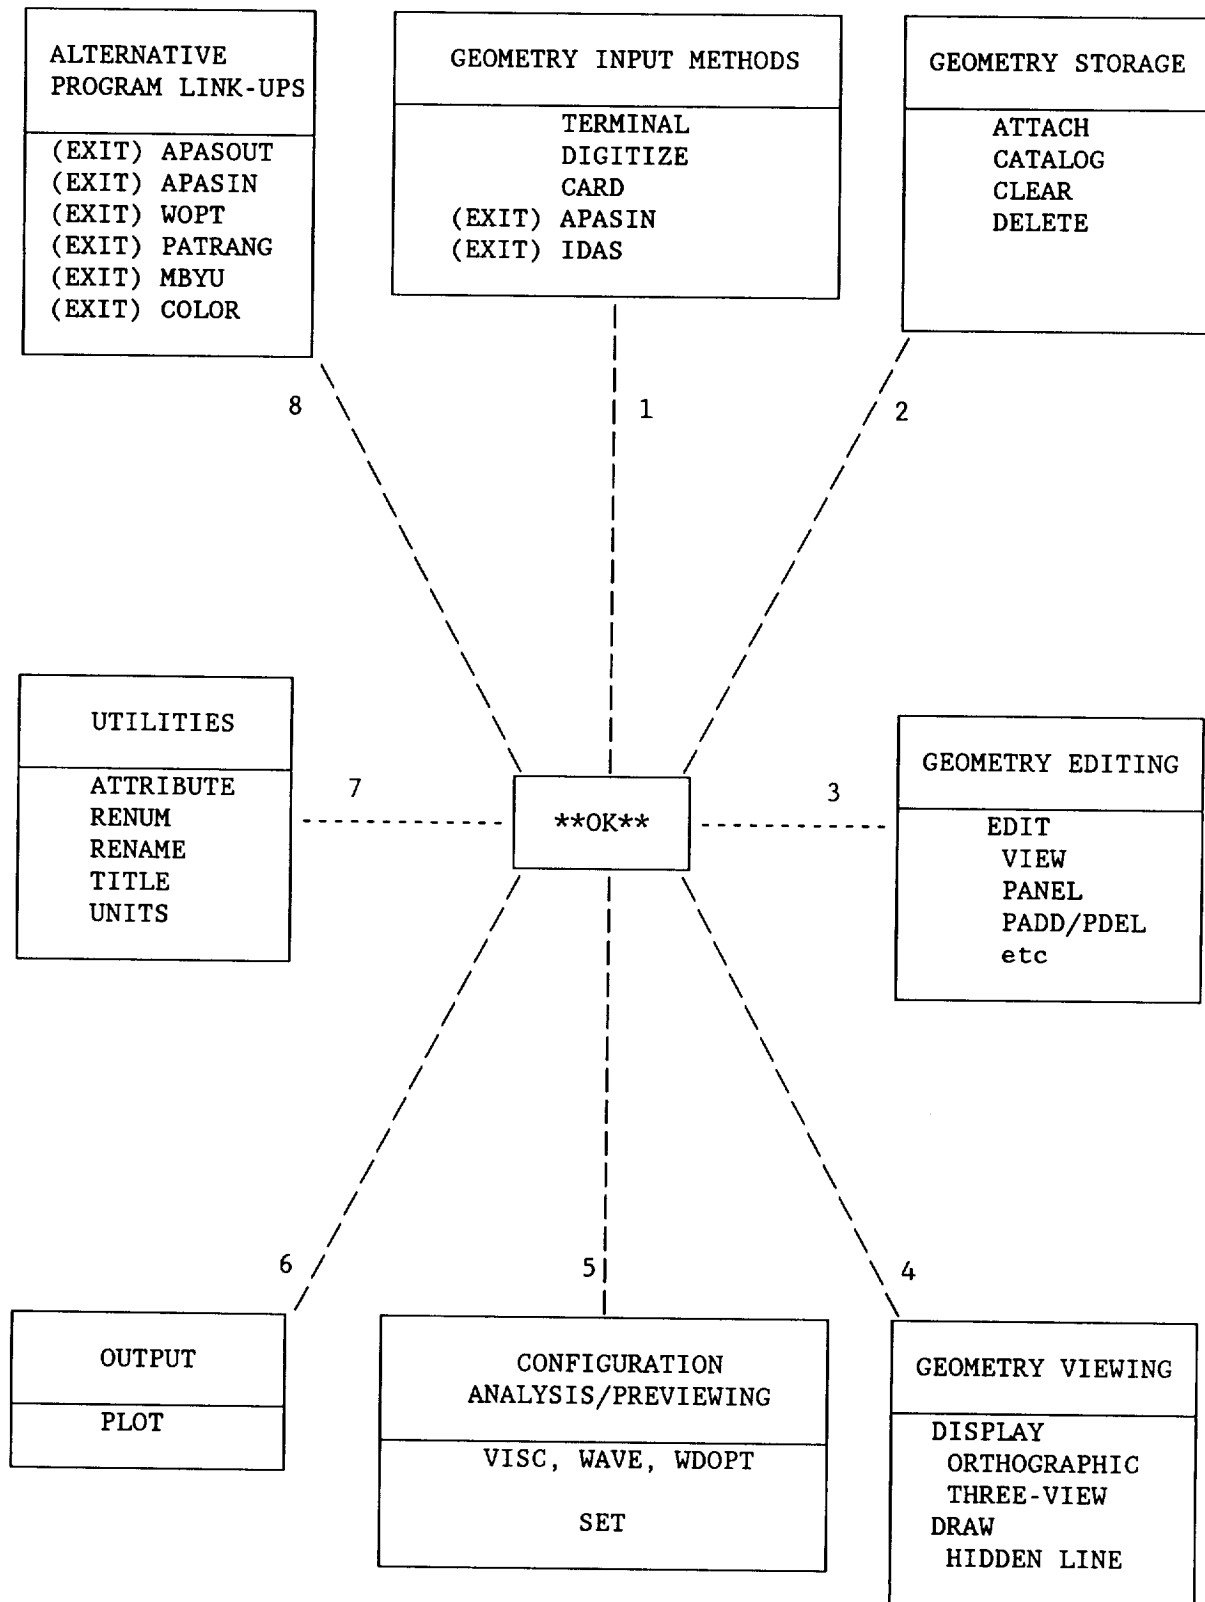 ALTERNATIVE
PROGRAM LINK-UPS
(EXIT) APASOUT
(EXIT) APASIN
(EXIT) WOPT
(EXIT) PATRANG
(EXIT) MBYU
(EXIT) COLOR
GEOMETRY INPUT METHODS
TERMINAL
DIGITIZE
CARD
(EXIT) APASIN
(EXIT) IDAS
GEOMETRY STORAGE
ATTACH
CATALOG
CLEAR
DELETE
8
1
2
UTILITIES
ATTRIBUTE
RENUM
RENAME
TITLE
UNITS
7
**OK**
3
GEOMETRY EDITING
EDIT
VIEW
PANEL
PADD/PDEL
etc
6
5
4
OUTPUT
PLOT
CONFIGURATION
ANALYSIS/PREVIEWING
VISC, WAVE, WDOPT
SET
GEOMETRY VIEWING
DISPLAY
ORTHOGRAPHIC
THREE-VIEW
DRAW
HIDDEN LINE